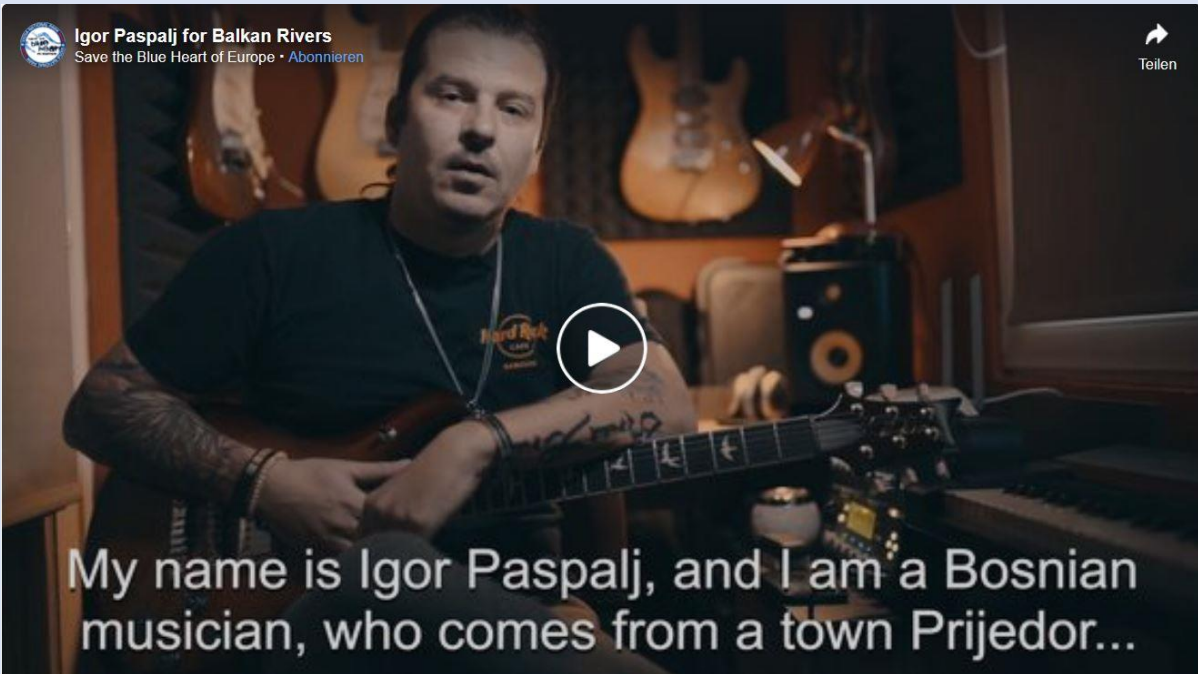 Igor Paspalj for Balkan Rivers
Save the Blue Heart of Europe · Abonnieren
Teilen
Hard Rock
CAFE
My name is Igor Paspalj, and I am a Bosnian
musician, who comes from a town Prijedor...